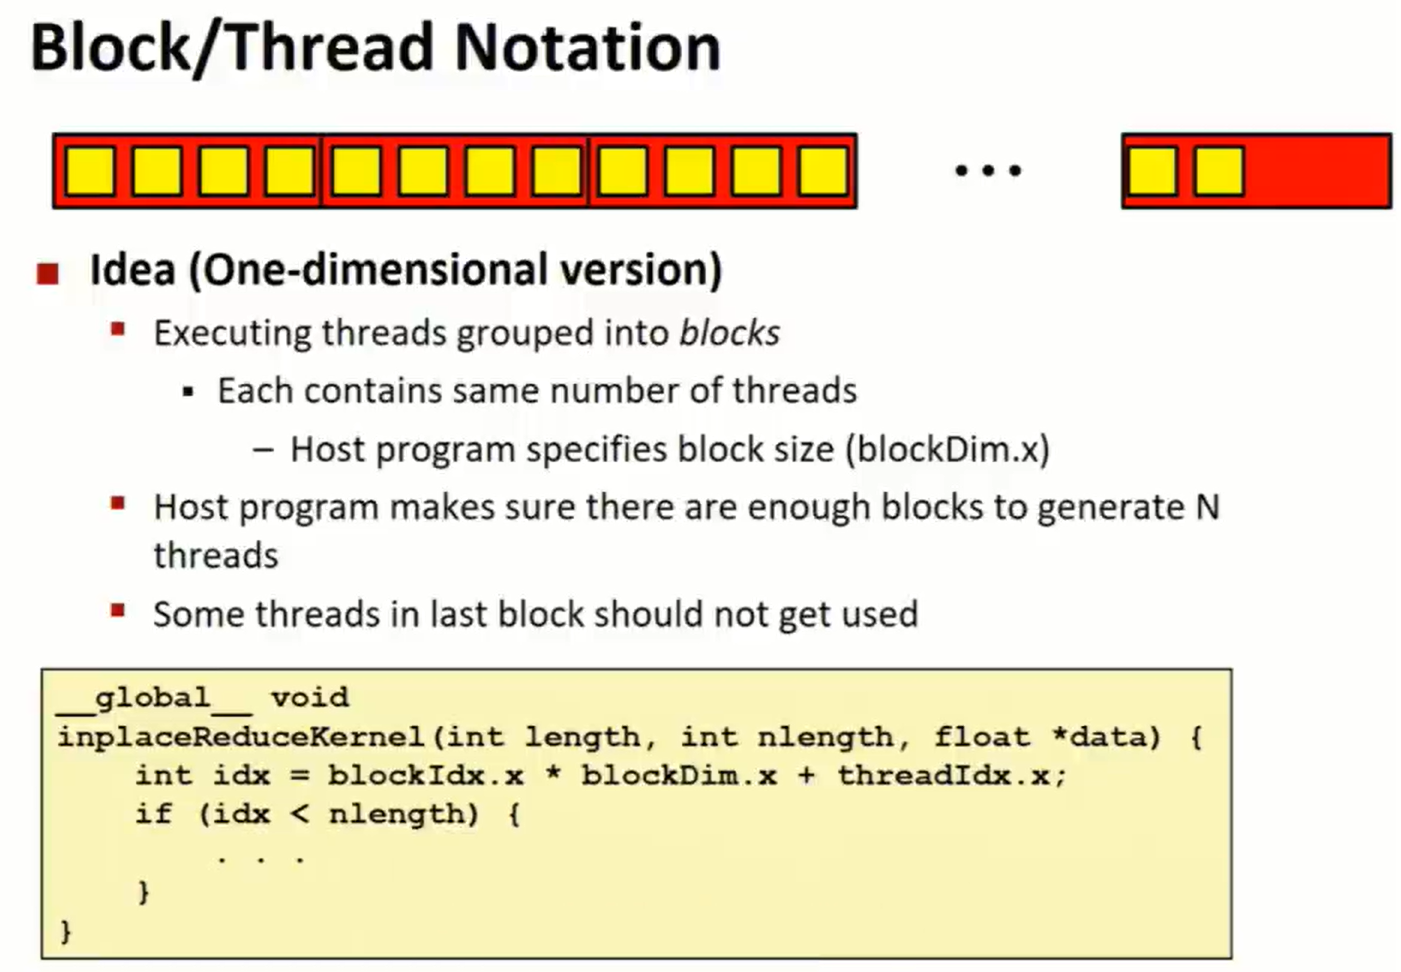 Block/Thread Notation
...
■ Idea (One-dimensional version)
▪ Executing threads grouped into blocks
▪ Each contains same number of threads
– Host program specifies block size (blockDim.x)
▪ Host program makes sure there are enough blocks to generate N
threads
▪ Some threads in last block should not get used
__global__ void
inplaceReduceKernel(int length, int nlength, float *data) {
    int idx = blockIdx.x * blockDim.x + threadIdx.x;
    if (idx < nlength) {
        . . .
    }
}